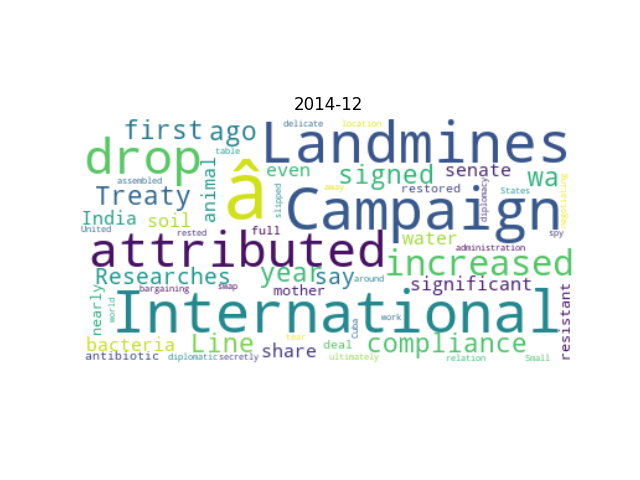 2014-12
delicate location
first ago Landmines
drop table
animal even signed senate wa
assembled â restored States
Treaty slipped away Campaign diplomacy negotiating
India soil
United rested full water spy
attributed administration
increased
Researches year say around significant
bargaining swap mother
nearly world International resistant
Cuba work
bacteria Line tear deal compliance
antibiotic diplomatic secretly share ultimately relation Small